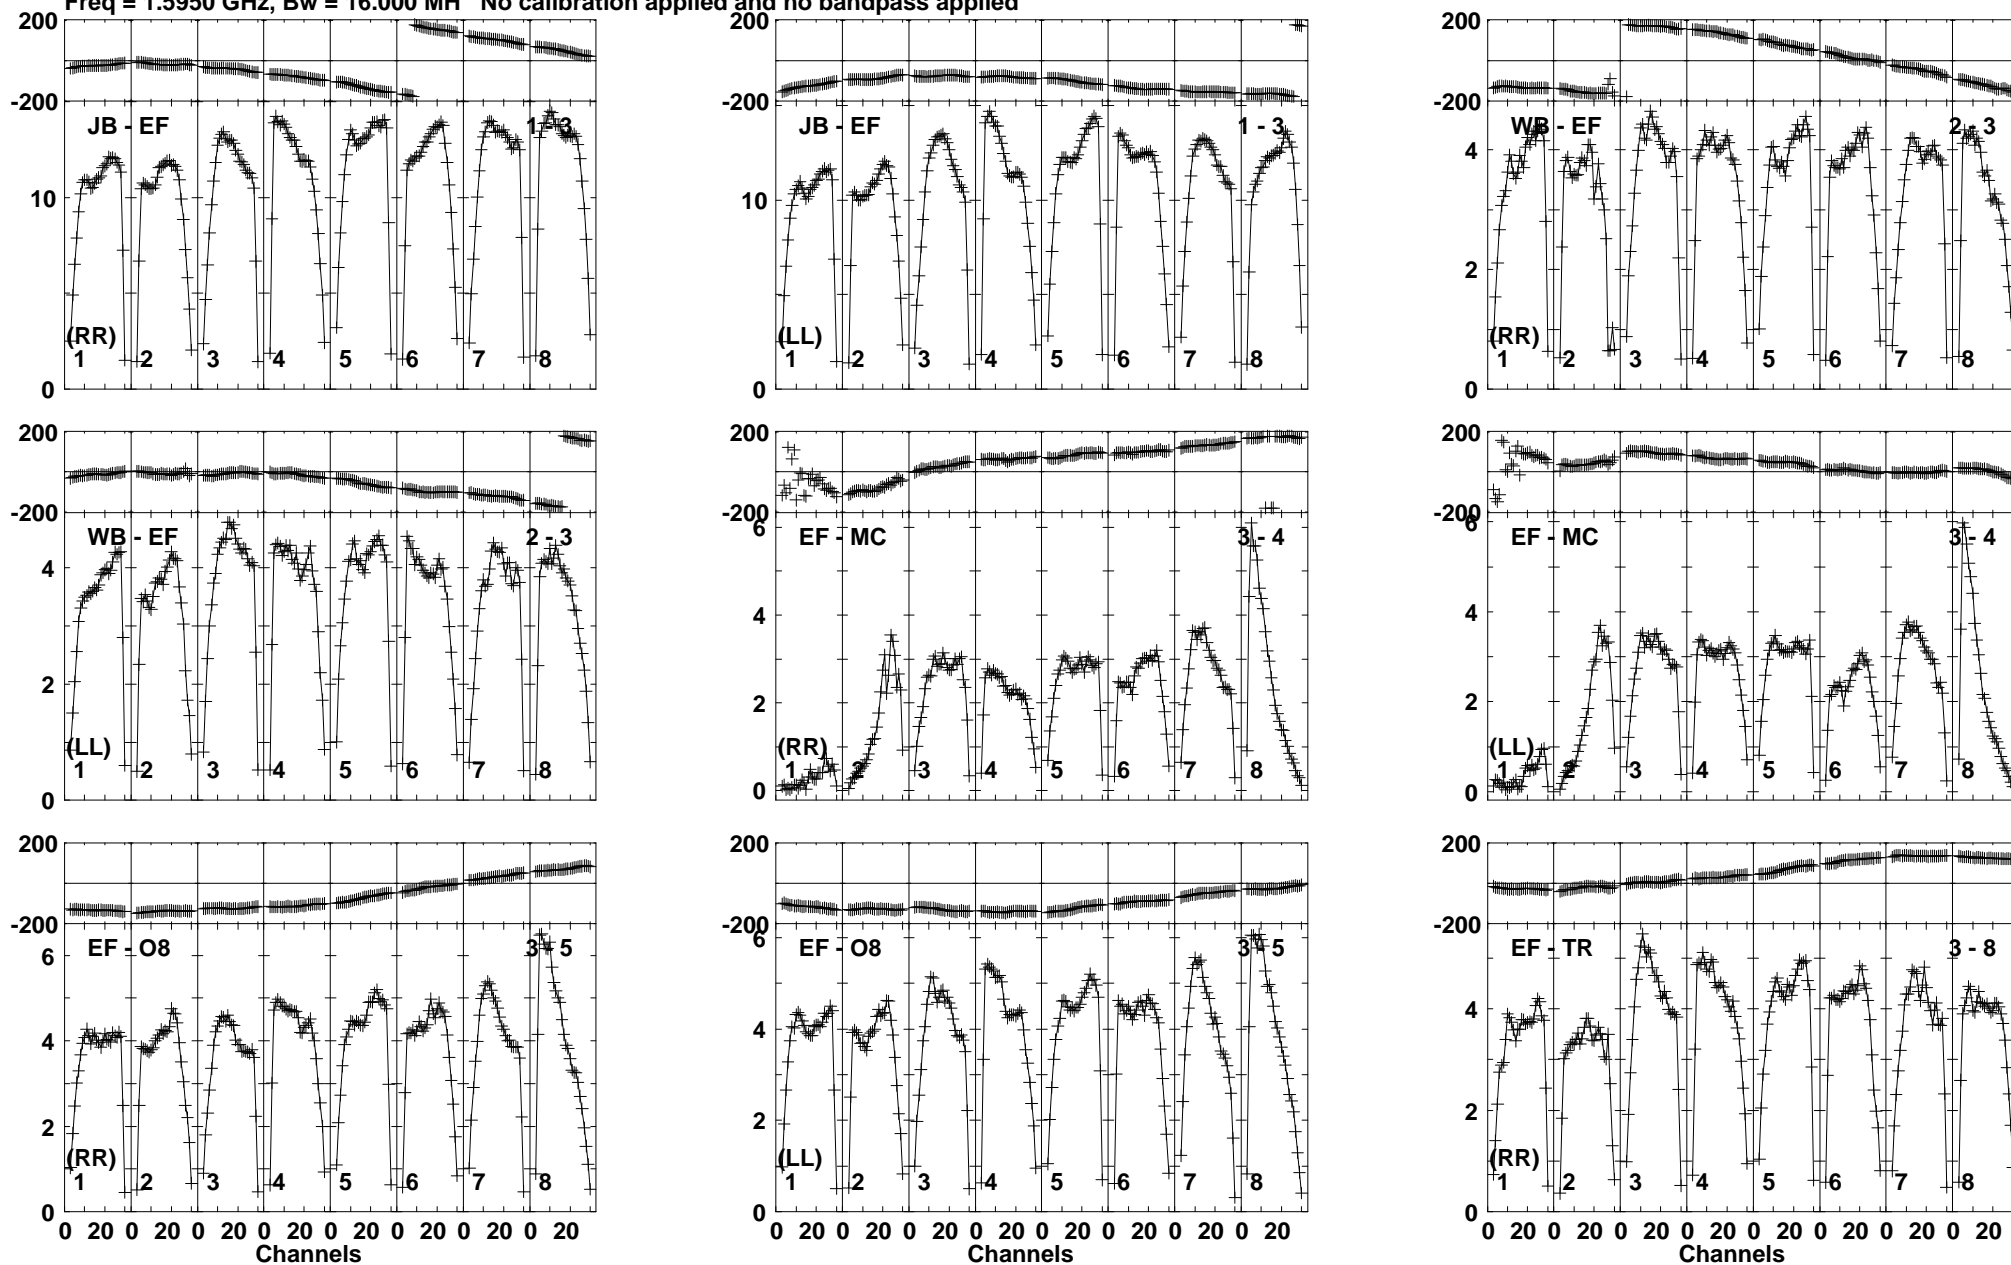 Freq = 1.5950 GHz, Bw = 16.000 MH No calibration applied and no bandpass applied
200 200 200
-200 -200 -200
JB - EF 1 - 3 JB - EF 1 - 3 WB - EF 2 - 3
10 10 4
2
(RR) (LL) (RR)
1 2 3 4 5 6 7 8 1 2 3 4 5 6 7 8 1 2 3 4 5 6 7 8
0 0 0
200 200 200
-200 -200 -200
WB - EF 2 - 3 EF - MC 3 - 4 EF - MC 3 - 4
6 6
4 4 4
2 2 2
(LL) (RR) (LL)
1 2 3 4 5 6 7 8 1 2 3 4 5 6 7 8 1 2 3 4 5 6 7 8
0 0 0
200 200 200
-200 -200 -200
EF - O8 3 - 5 EF - O8 3 - 5 EF - TR 3 - 8
6 6
4 4 4
2 2 2
(RR) (LL) (RR)
1 2 3 4 5 6 7 8 1 2 3 4 5 6 7 8 1 2 3 4 5 6 7 8
0 0 0
0 20 0 20 0 20 0 20 0 20 0 20 0 20 0 20 0 20 0 20 0 20 0 20 0 20 0 20 0 20 0 20 0 20 0 20 0 20 0 20 0 20 0 20 0 20 0 20
Channels Channels Channels